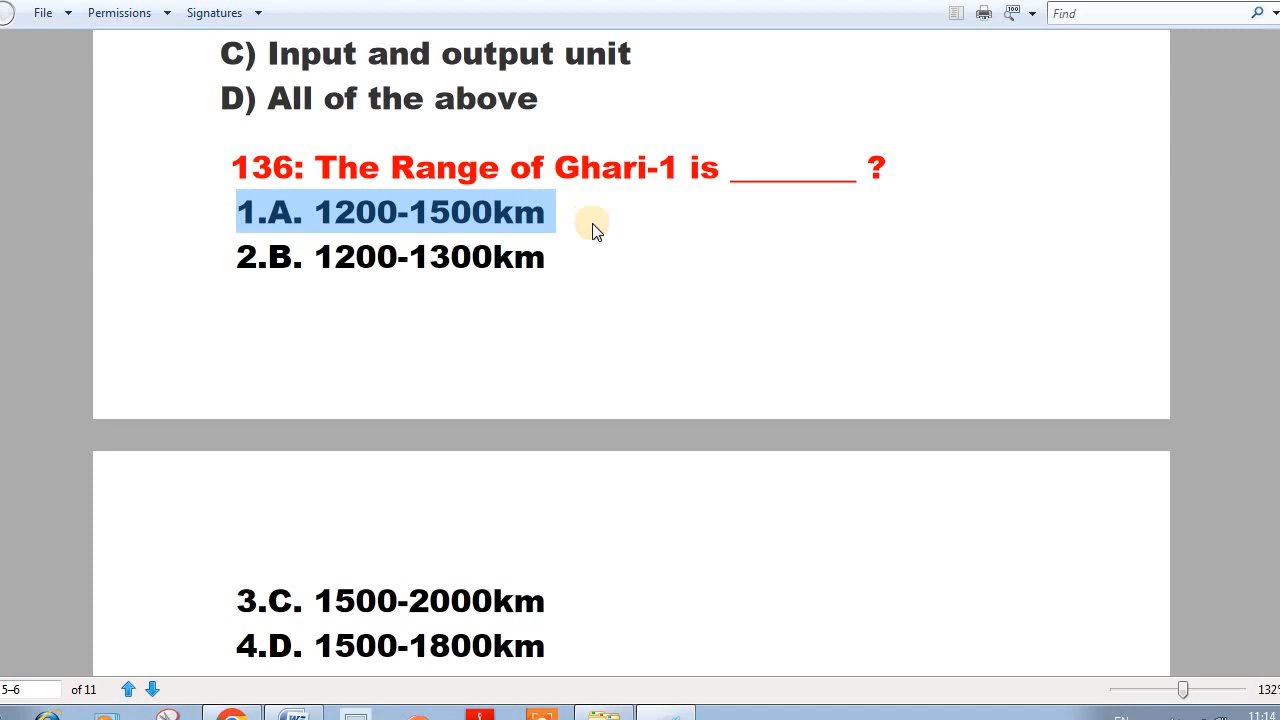 File Permissions Signatures Find
C) Input and output unit
D) All of the above
136: The Range of Ghari-1 is ________ ?
1.A. 1200-1500km
2.B. 1200-1300km
3.C. 1500-2000km
4.D. 1500-1800km
5–6 of 11 132%
EN 11:14